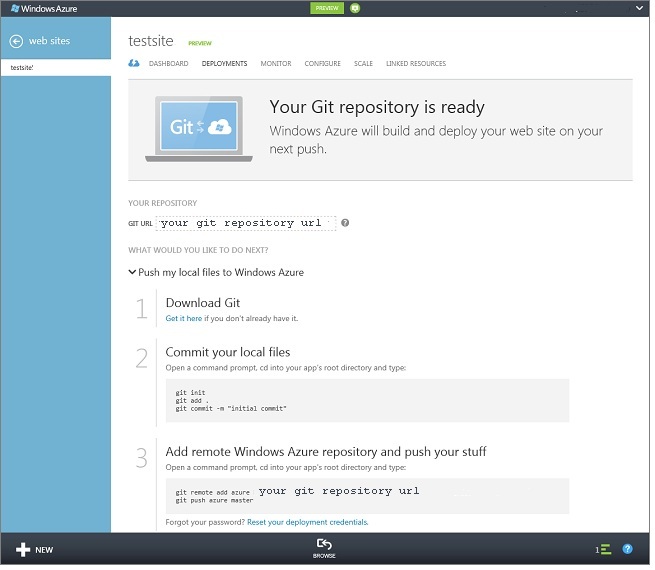 Windows Azure
PREVIEW
web sites
testsite!
testsite PREVIEW
DASHBOARD DEPLOYMENTS MONITOR CONFIGURE SCALE LINKED RESOURCES
Git
Your Git repository is ready
Windows Azure will build and deploy your web site on your
next push.
YOUR REPOSITORY
GIT URL your git repository url ?
WHAT WOULD YOU LIKE TO DO NEXT?
Push my local files to Windows Azure
1
Download Git
Get it here if you don't already have it.
2
Commit your local files
Open a command prompt, cd into your app's root directory and type:
git init
git add .
git commit -m "initial commit"
3
Add remote Windows Azure repository and push your stuff
Open a command prompt, cd into your app's root directory and type:
git remote add azure your git repository url
git push azure master
Forgot your password? Reset your deployment credentials.
NEW
BROWSE
1
?